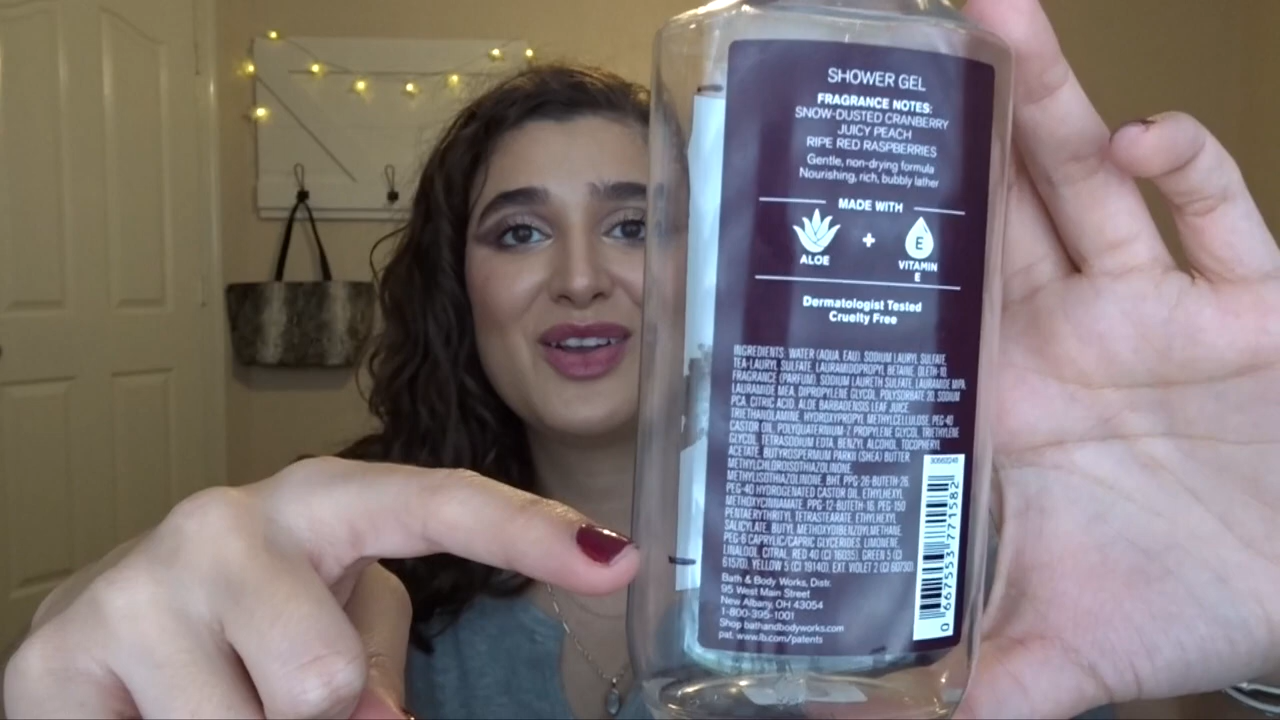 SHOWER GEL
FRAGRANCE NOTES:
SNOW-DUSTED CRANBERRY
JUICY PEACH
RIPE RED RASPBERRIES
Gentle, non-drying formula
Nourishing, rich, bubbly lather
MADE WITH
ALOE + E VITAMIN
E
Dermatologist Tested
Cruelty Free
INGREDIENTS: WATER (AQUA, EAU), SODIUM LAURYL SULFATE,
TEA-LAURYL SULFATE, LAURAMIDOPROPYL BETAINE, OLETH-10,
FRAGRANCE (PARFUM), SODIUM LAURETH SULFATE, LAURAMIDE MIPA,
LAURAMIDE MEA, DIPROPYLENE GLYCOL, POLYSORBATE 20, SODIUM
PCA, CITRIC ACID, ALOE BARBADENSIS LEAF JUICE,
TRIETHANOLAMINE, HYDROXYPROPYL METHYLCELLULOSE, PEG-40
CASTOR OIL, POLYQUATERNIUM-7, PROPYLENE GLYCOL, TRIETHYLENE
GLYCOL, TETRASODIUM EDTA, BENZYL ALCOHOL, TOCOPHERYL
ACETATE, BUTYROSPERMUM PARKII (SHEA) BUTTER,
METHYLCHLOROISOTHIAZOLINONE,
METHYLISOTHIAZOLINONE, BHT, PPG-26-BUTETH-26,
PEG-40 HYDROGENATED CASTOR OIL, ETHYLHEXYL
METHOXYCINNAMATE, PPG-12-BUTETH-16, PEG-150
PENTAERYTHRITYL TETRASTEARATE, ETHYLHEXYL
SALICYLATE, BUTYL METHOXYDIBENZOYLMETHANE,
PEG-6 CAPRYLIC/CAPRIC GLYCERIDES, LIMONENE,
LINALOOL, CITRAL, RED 40 (CI 16035), GREEN 5 (CI
61570), YELLOW 5 (CI 19140), EXT. VIOLET 2 (CI 60730)
Bath & Body Works, Distr.
95 West Main Street
New Albany, OH 43054
1-800-395-1001
Shop bathandbodyworks.com
pat. www.lb.com/patents
0 667553 771582